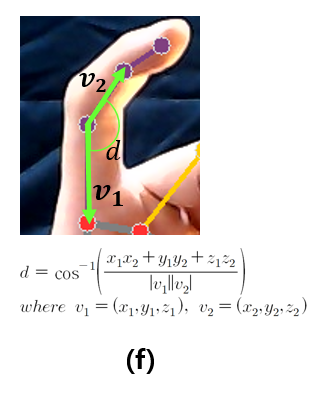 v₂
d
v₁
d = cos⁻¹(x₁x₂ + y₁y₂ + z₁z₂ / |v₁||v₂|)
where v₁ = (x₁,y₁,z₁), v₂ = (x₂,y₂,z₂)
(f)